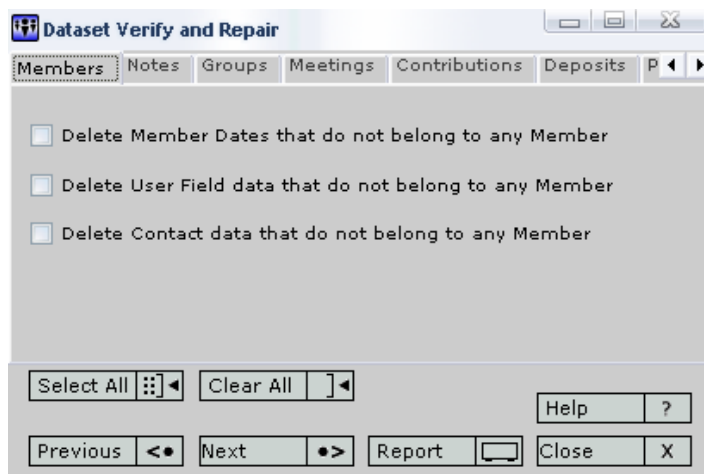 Dataset Verify and Repair
Members Notes Groups Meetings Contributions Deposits P
Delete Member Dates that do not belong to any Member
Delete User Field data that do not belong to any Member
Delete Contact data that do not belong to any Member
Select All Clear All
Help ?
Previous Next Report Close X